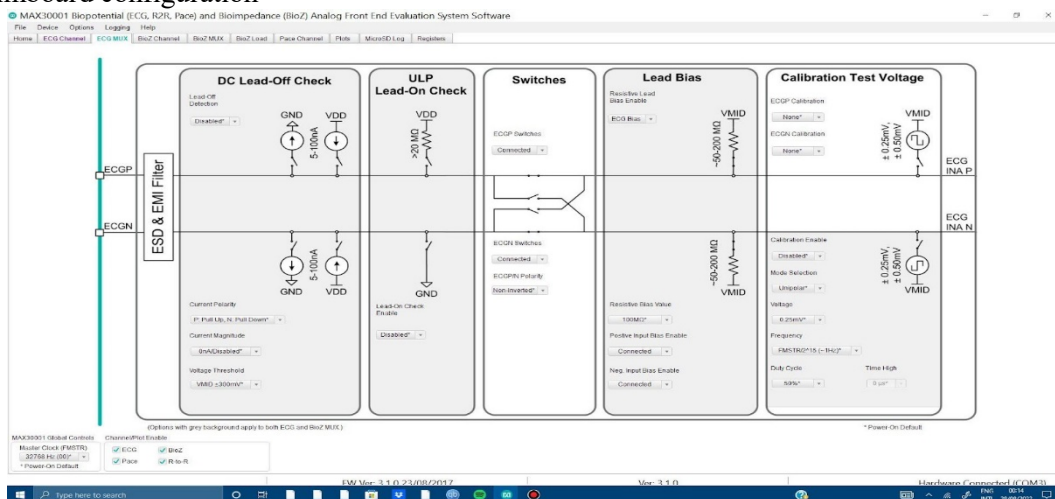 MAX30001 Biopotential (ECG, R2R, Pace) and Bioimpedance (BioZ) Analog Front End Evaluation System Software
File Device Options Logging Help
Home ECG Channel ECG MUX BioZ Channel BioZ MUX BioZ Load Pace Channel Plots MicroSD Log Registers
DC Lead-Off Check
Lead-Off
Detection
Disabled*
GND VDD
5-100nA
ULP
Lead-On Check
VDD
>20 MΩ
Switches
ECGP Switches
Connected
Lead Bias
Resistive Lead
Bias Enable
ECG Bias
VMID
~50-200 MΩ
Calibration Test Voltage
ECGP Calibration
None*
ECGN Calibration
None*
VMID
± 0.25mV,
± 0.50mV
ECGP
ECGN
ESD & EMI Filter
ECG
INA P
ECG
INA N
5-100nA
GND VDD
Current Polarity
P: Pull Up, N: Pull Down*
Current Magnitude
0nA/Disabled*
Voltage Threshold
VMID ±300mV*
GND
Lead-On Check
Enable
Disabled*
ECGN Switches
Connected
ECGP/N Polarity
Non-Inverted*
~50-200 MΩ
VMID
Resistive Bias Value
100MΩ*
Positive Input Bias Enable
Connected
Neg. Input Bias Enable
Connected
Calibration Enable
Disabled*
Mode Selection
Unipolar*
Voltage
0.25mV*
Frequency
FMSTR/2^15 (~1Hz)*
Duty Cycle
50%*
Time High
0 µs*
± 0.25mV,
± 0.50mV
VMID
(Options with grey background apply to both ECG and BioZ MUX.)
* Power-On Default
MAX30001 Global Controls
Master Clock (FMSTR)
32768 Hz (00)*
* Power-On Default
Channel/Plot Enable
ECG BioZ
Pace R-to-R
FW Ver: 3.1.0 23/08/2017
Ver: 3.1.0
Hardware Connected (COM3)
Type here to search
ENG
INTL
00:14